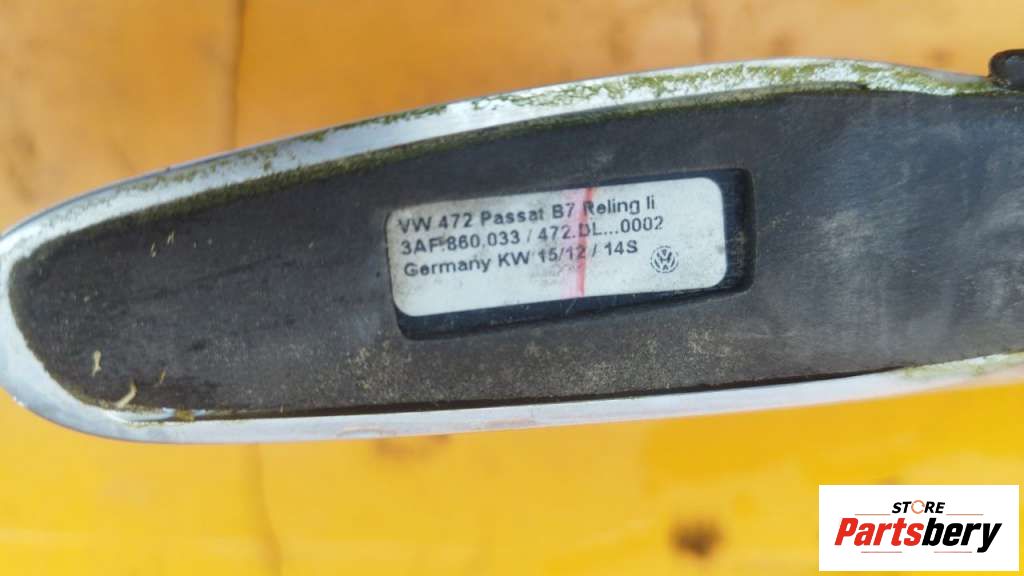 VW 472 Passat B7 Reling li
3AF.860.033 / 472.DL...0002
Germany KW 15/12 / 14S
STORE
Partsbery